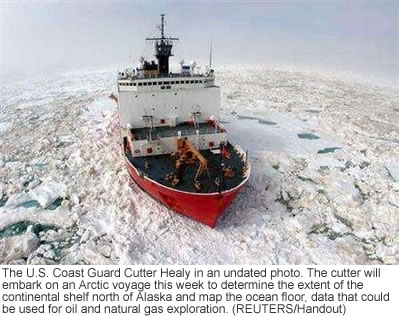 The U.S. Coast Guard Cutter Healy in an undated photo. The cutter will
embark on an Arctic voyage this week to determine the extent of the
continental shelf north of Alaska and map the ocean floor, data that could
be used for oil and natural gas exploration. (REUTERS/Handout)